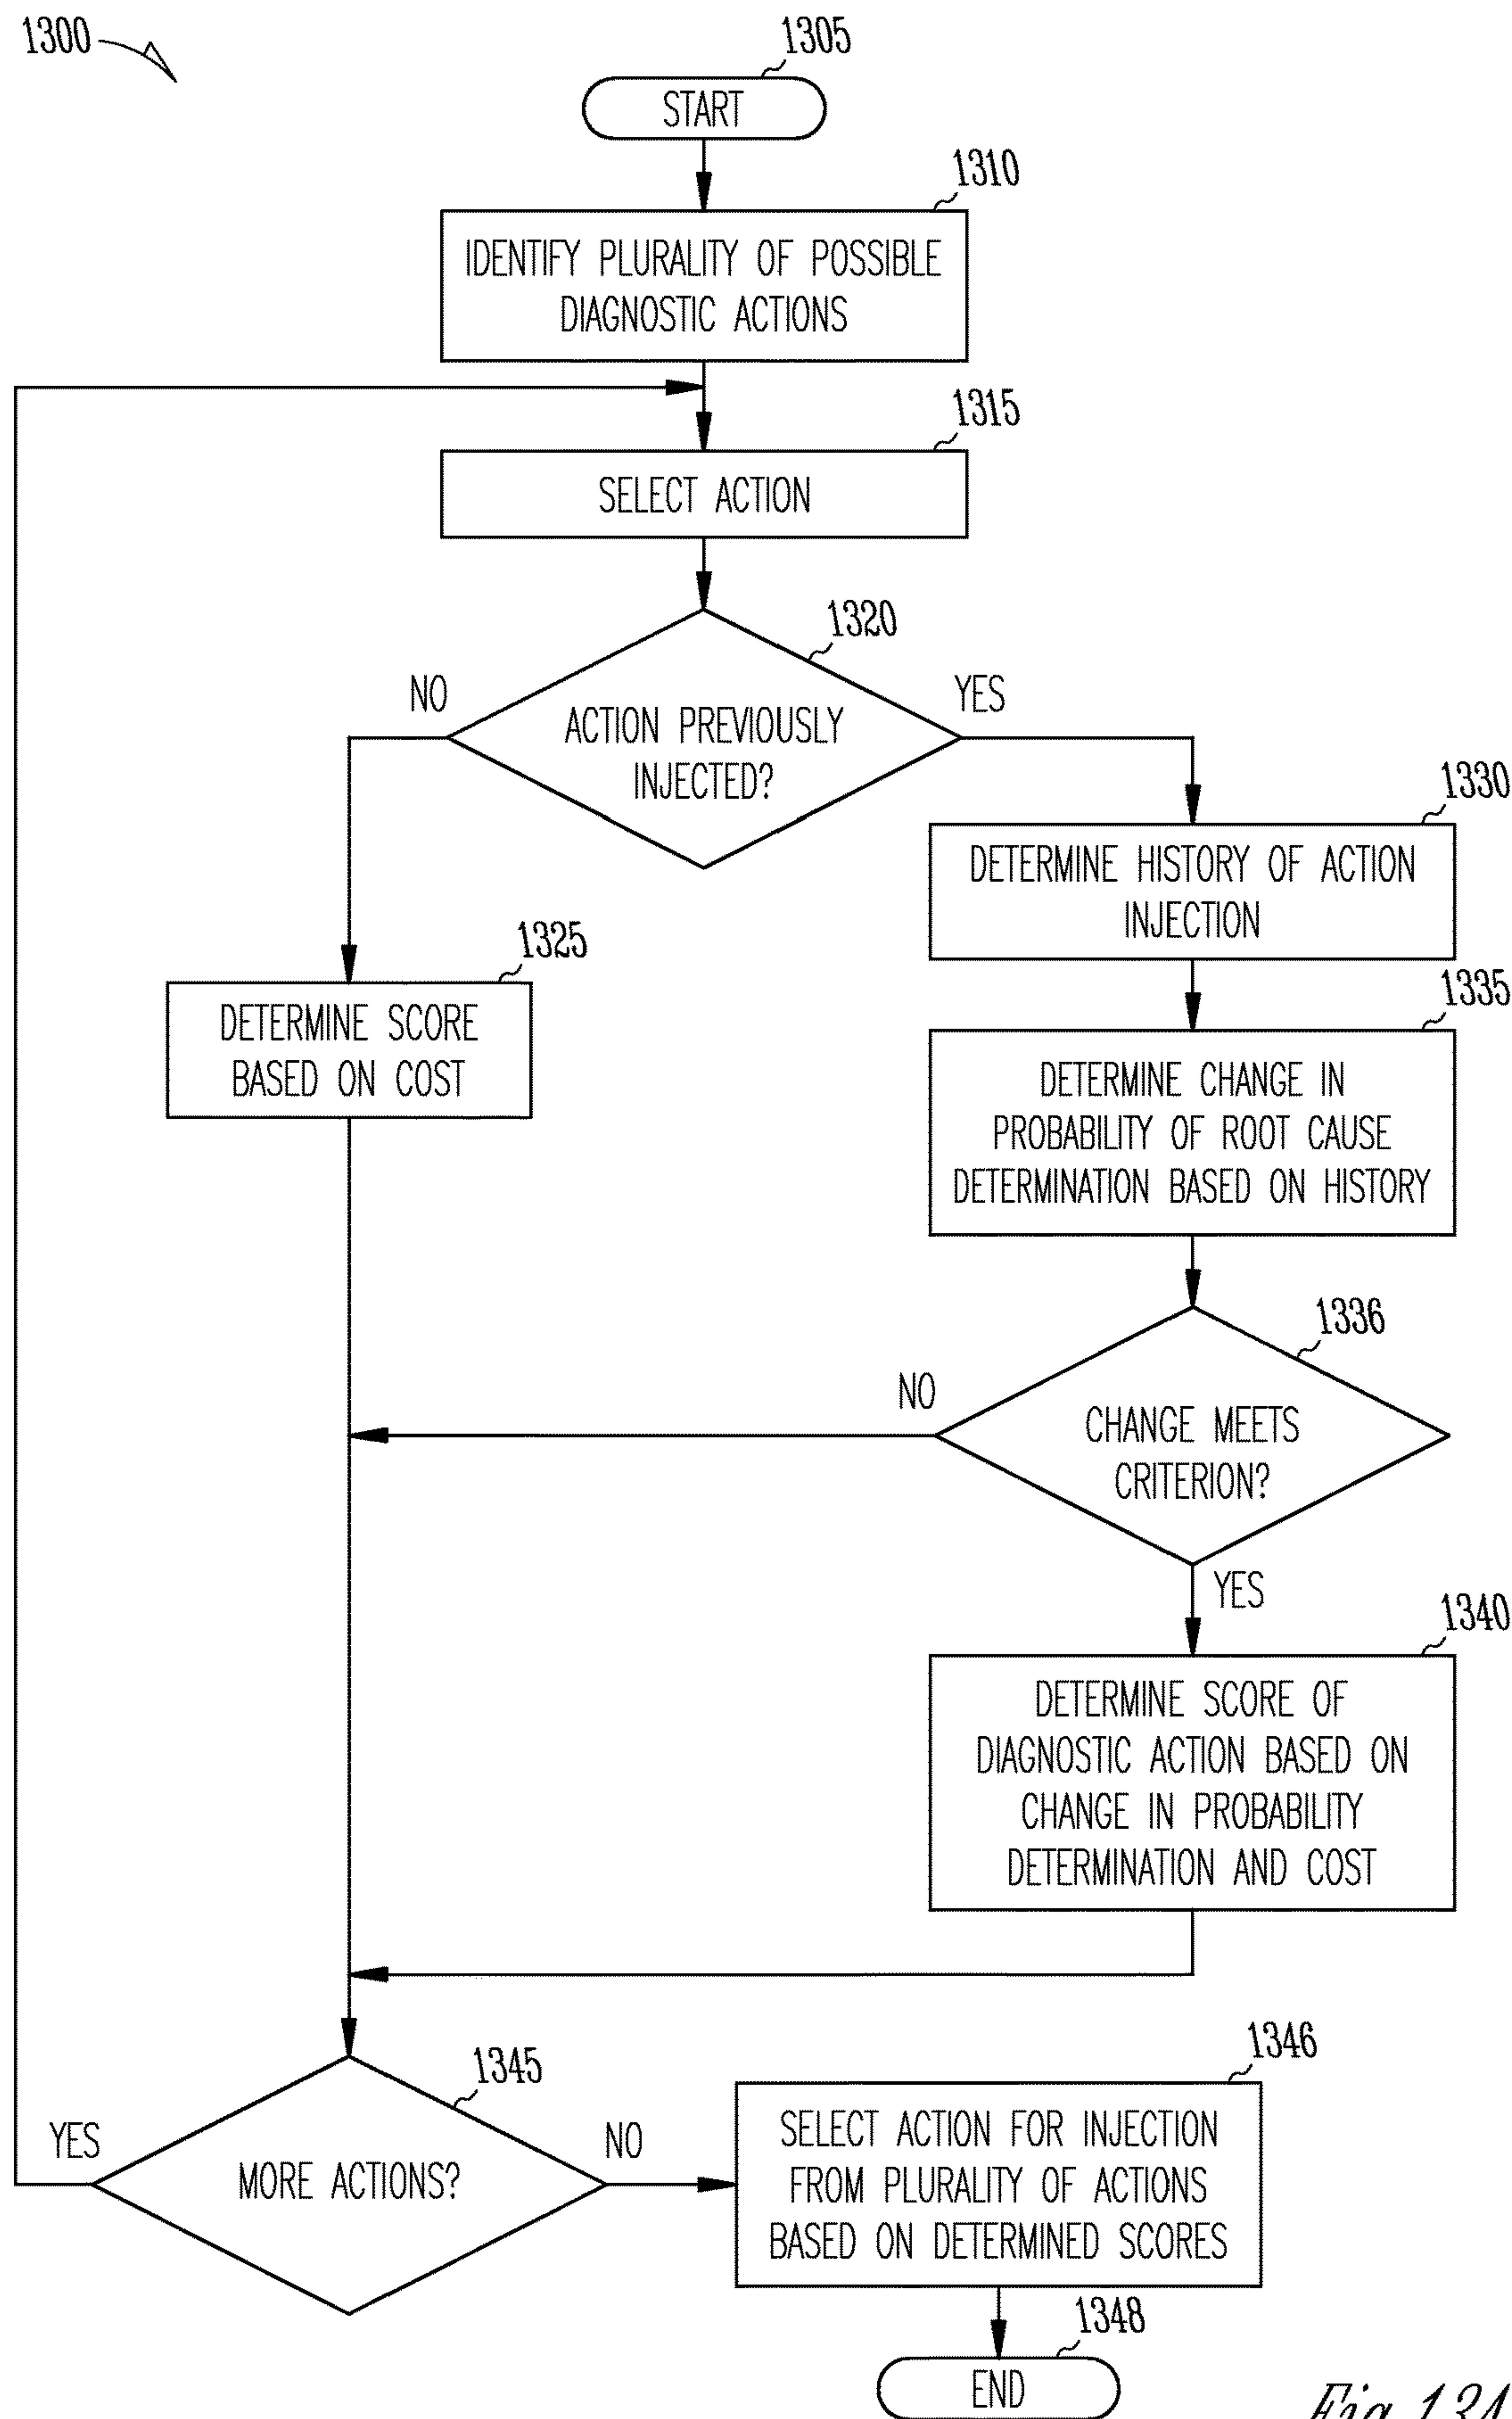 1300
1305
START
1310
IDENTIFY PLURALITY OF POSSIBLE
DIAGNOSTIC ACTIONS
1315
SELECT ACTION
1320
NO
YES
ACTION PREVIOUSLY
INJECTED?
1330
DETERMINE HISTORY OF ACTION
INJECTION
1325
DETERMINE SCORE
BASED ON COST
1335
DETERMINE CHANGE IN
PROBABILITY OF ROOT CAUSE
DETERMINATION BASED ON HISTORY
1336
NO
CHANGE MEETS
CRITERION?
YES
1340
DETERMINE SCORE OF
DIAGNOSTIC ACTION BASED ON
CHANGE IN PROBABILITY
DETERMINATION AND COST
1345
YES
NO
MORE ACTIONS?
1346
SELECT ACTION FOR INJECTION
FROM PLURALITY OF ACTIONS
BASED ON DETERMINED SCORES
1348
END
Fig. 13A